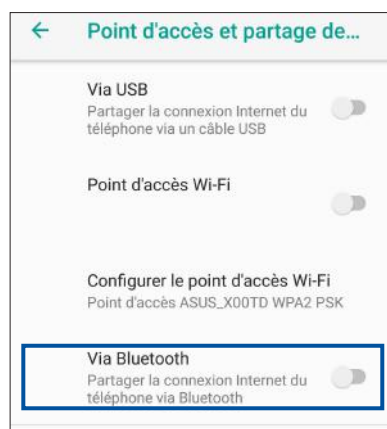 Point d'accès et partage de...
Via USB
Partager la connexion Internet du
téléphone via un câble USB
Point d'accès Wi-Fi
Configurer le point d'accès Wi-Fi
Point d'accès ASUS_X00TD WPA2 PSK
Via Bluetooth
Partager la connexion Internet du
téléphone via Bluetooth